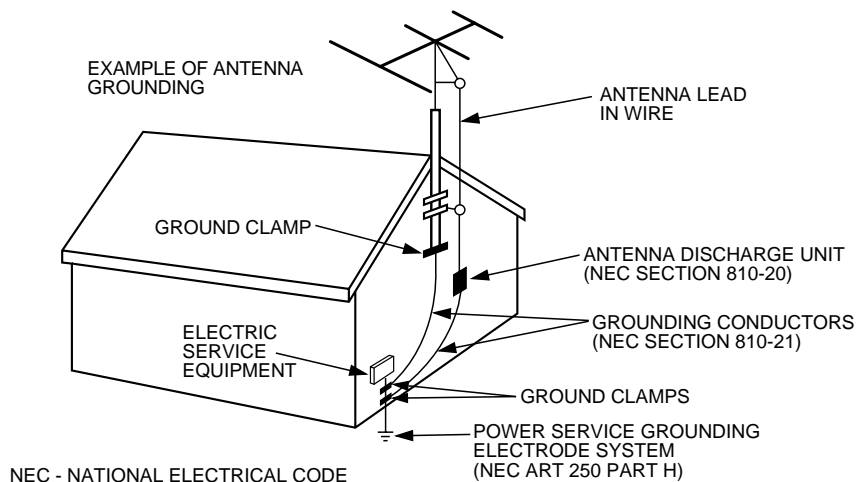 EXAMPLE OF ANTENNA
GROUNDING
ANTENNA LEAD
IN WIRE
GROUND CLAMP
ANTENNA DISCHARGE UNIT
(NEC SECTION 810-20)
ELECTRIC
SERVICE
EQUIPMENT
GROUNDING CONDUCTORS
(NEC SECTION 810-21)
GROUND CLAMPS
POWER SERVICE GROUNDING
ELECTRODE SYSTEM
(NEC ART 250 PART H)
NEC - NATIONAL ELECTRICAL CODE